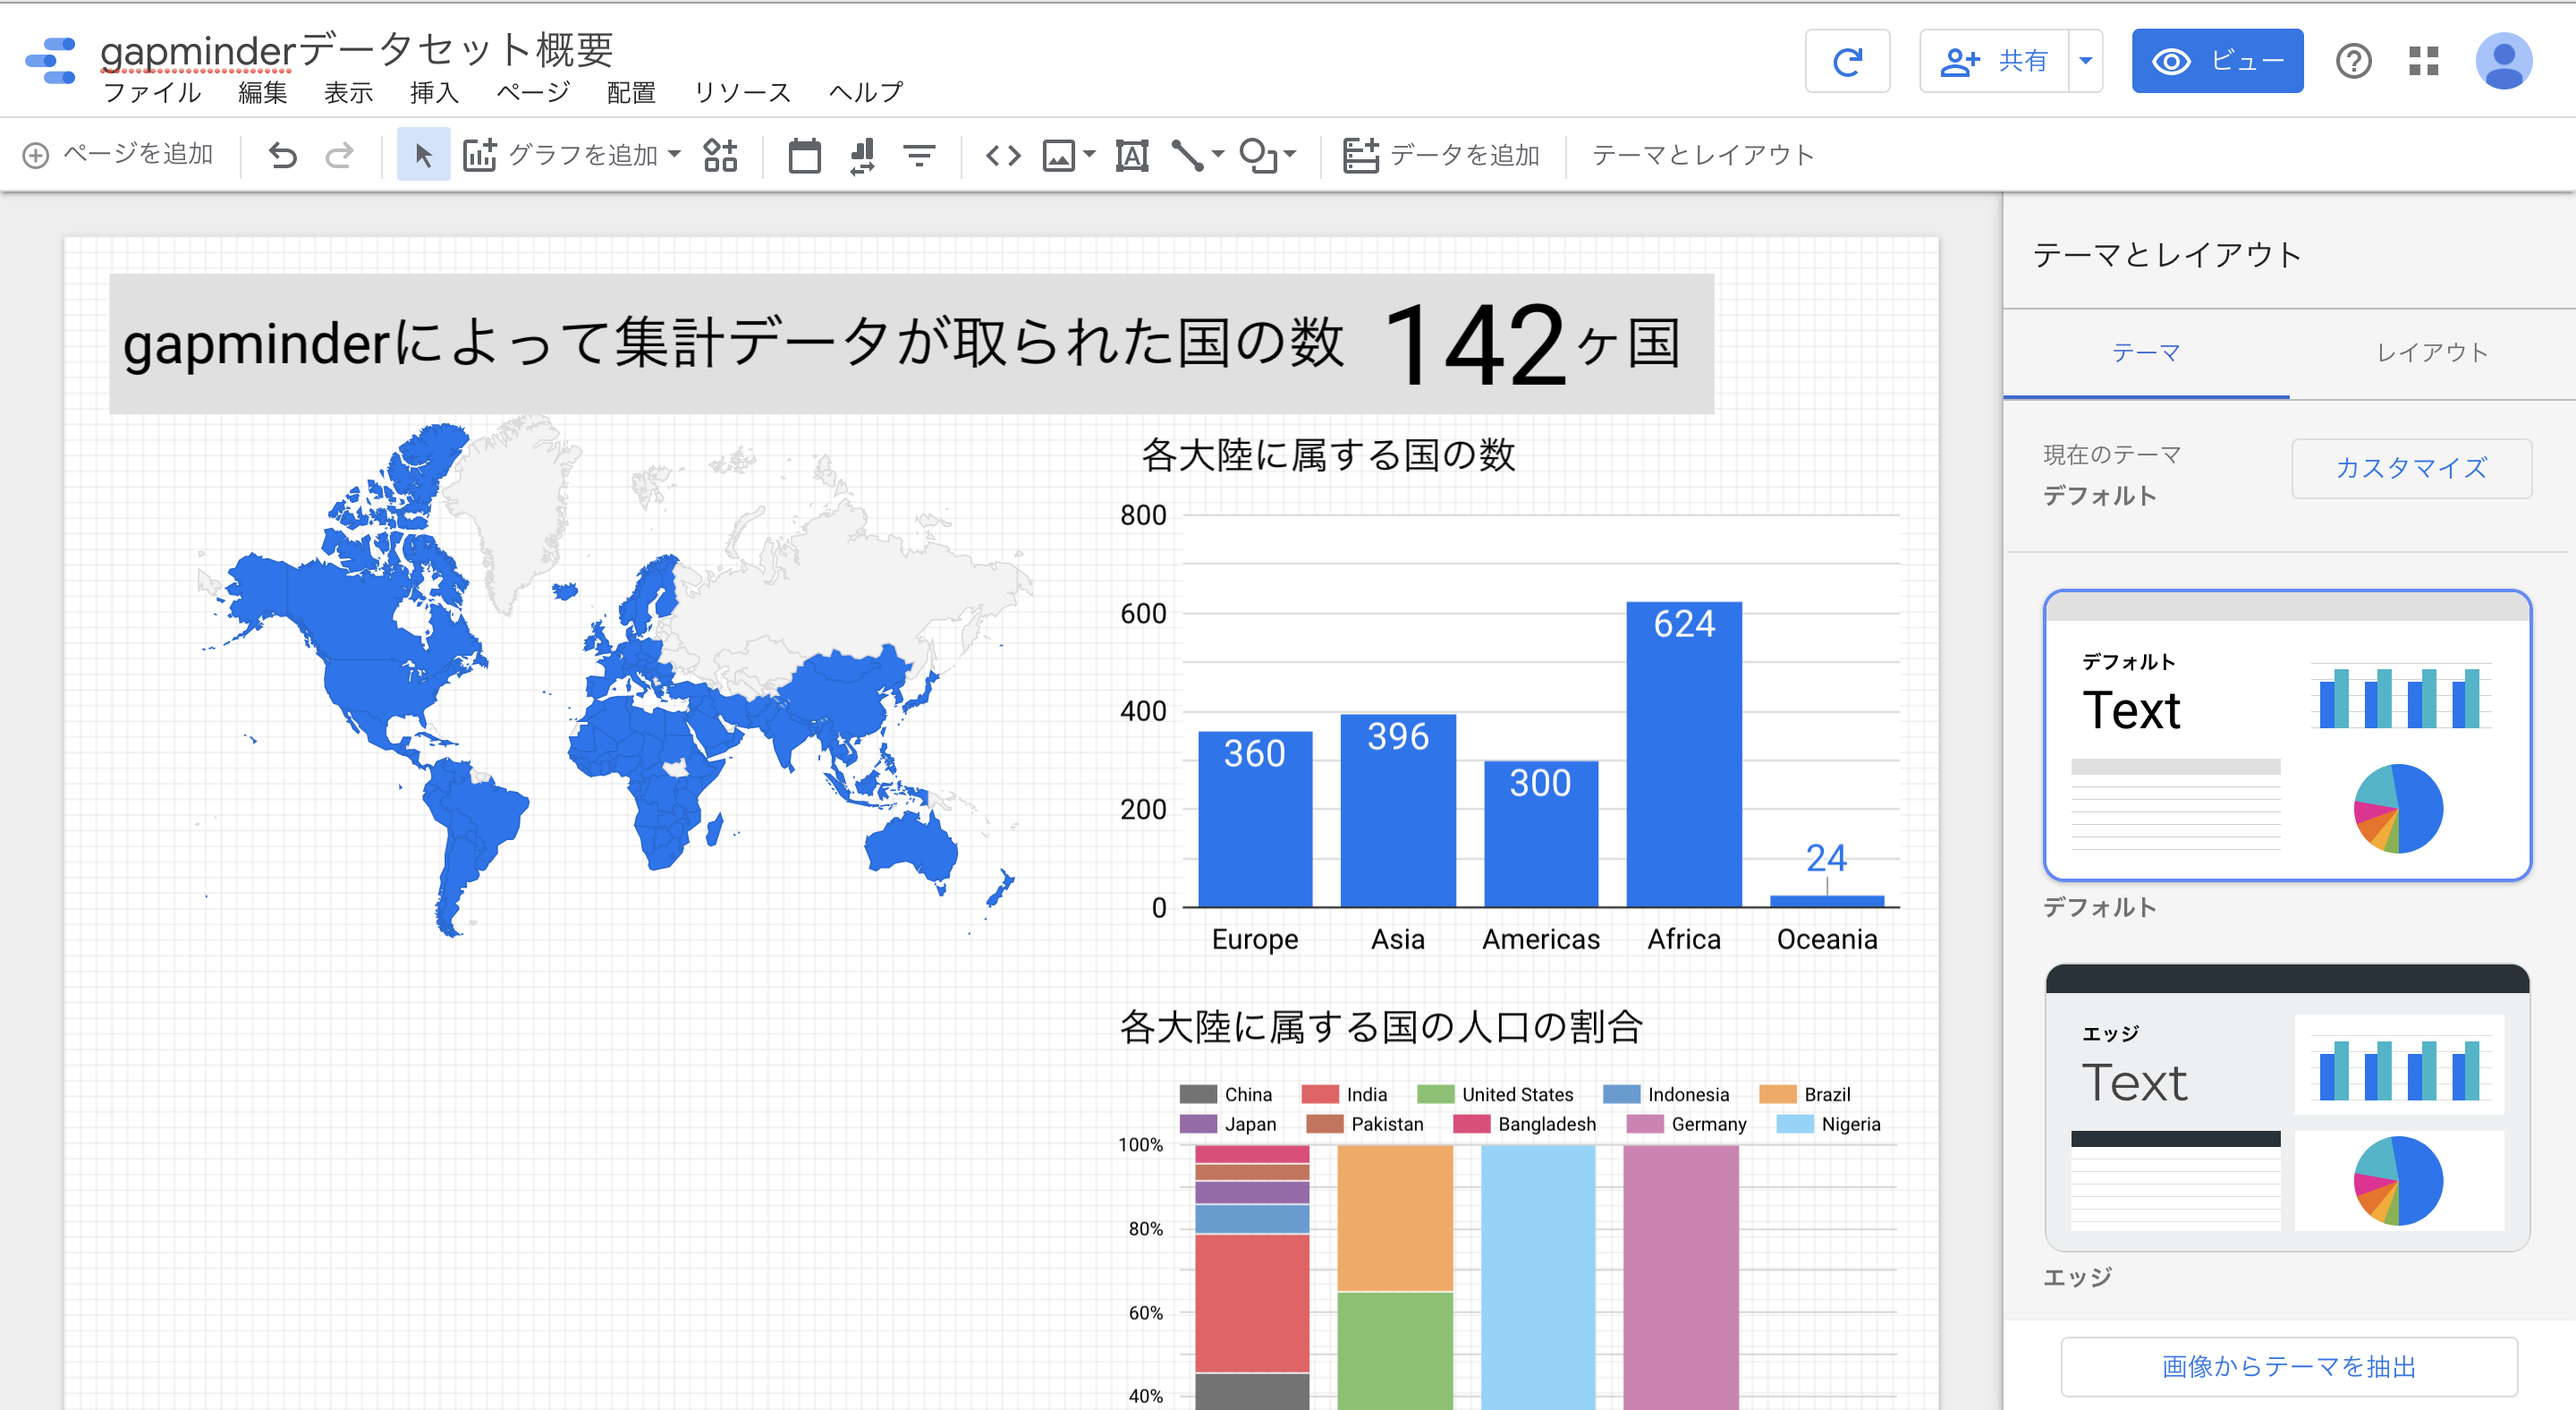 gapminderデータセット概要
ファイル 編集 表示 挿入 ページ 配置 リソース ヘルプ
共有
ビュー
ページを追加
グラフを追加
データを追加
テーマとレイアウト
gapminderによって集計データが取られた国の数 142ヶ国
各大陸に属する国の数
800
600
400
200
0
360
396
300
624
24
Europe Asia Americas Africa Oceania
各大陸に属する国の人口の割合
China India United States Indonesia Brazil
Japan Pakistan Bangladesh Germany Nigeria
100%
80%
60%
40%
テーマとレイアウト
テーマ レイアウト
現在のテーマ
デフォルト
カスタマイズ
デフォルト
Text
デフォルト
エッジ
Text
エッジ
画像からテーマを抽出